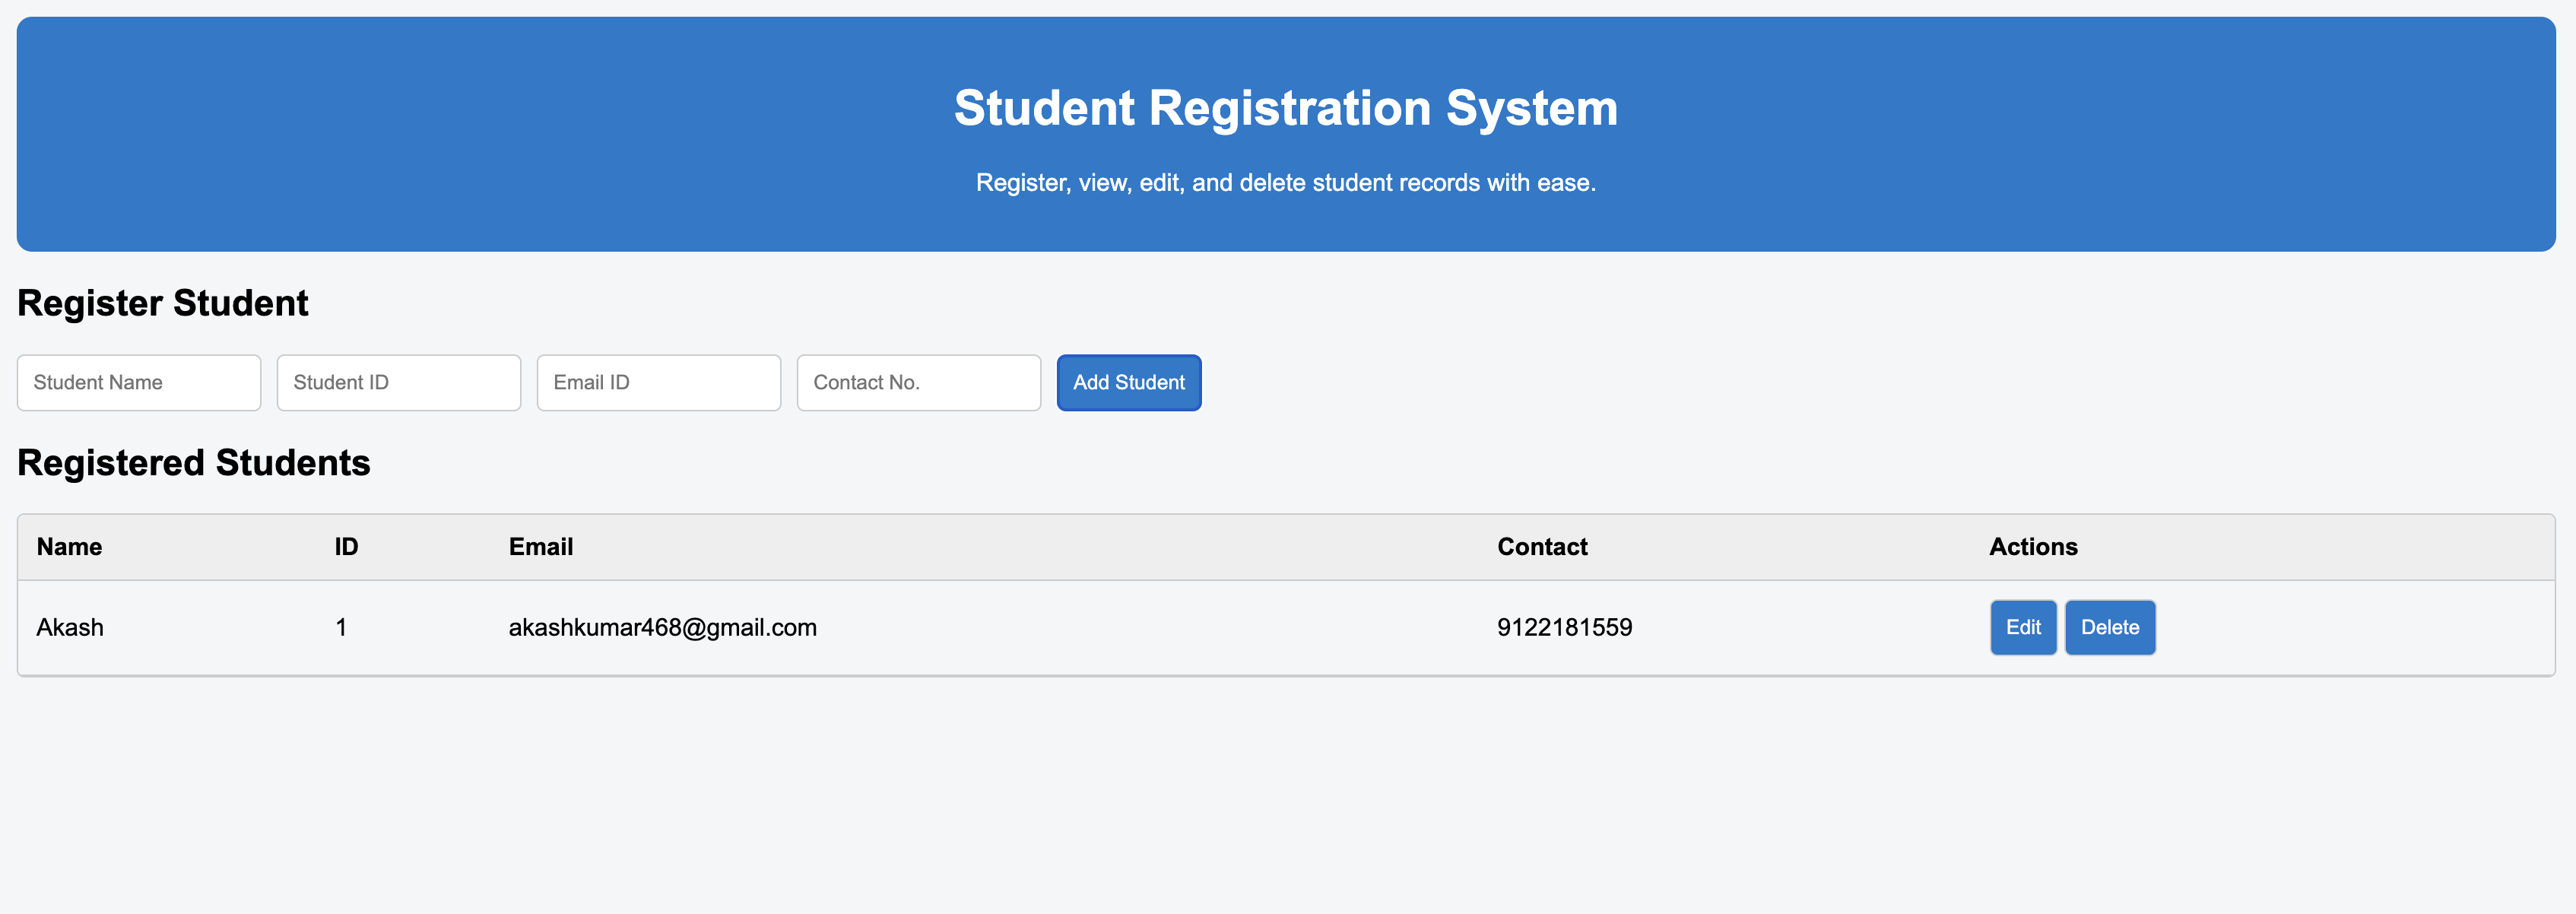 Student Registration System
Register, view, edit, and delete student records with ease.
Register Student
Student Name Student ID Email ID Contact No. Add Student
Registered Students
Name ID Email Contact Actions
Akash 1 akashkumar468@gmail.com 9122181559 Edit Delete